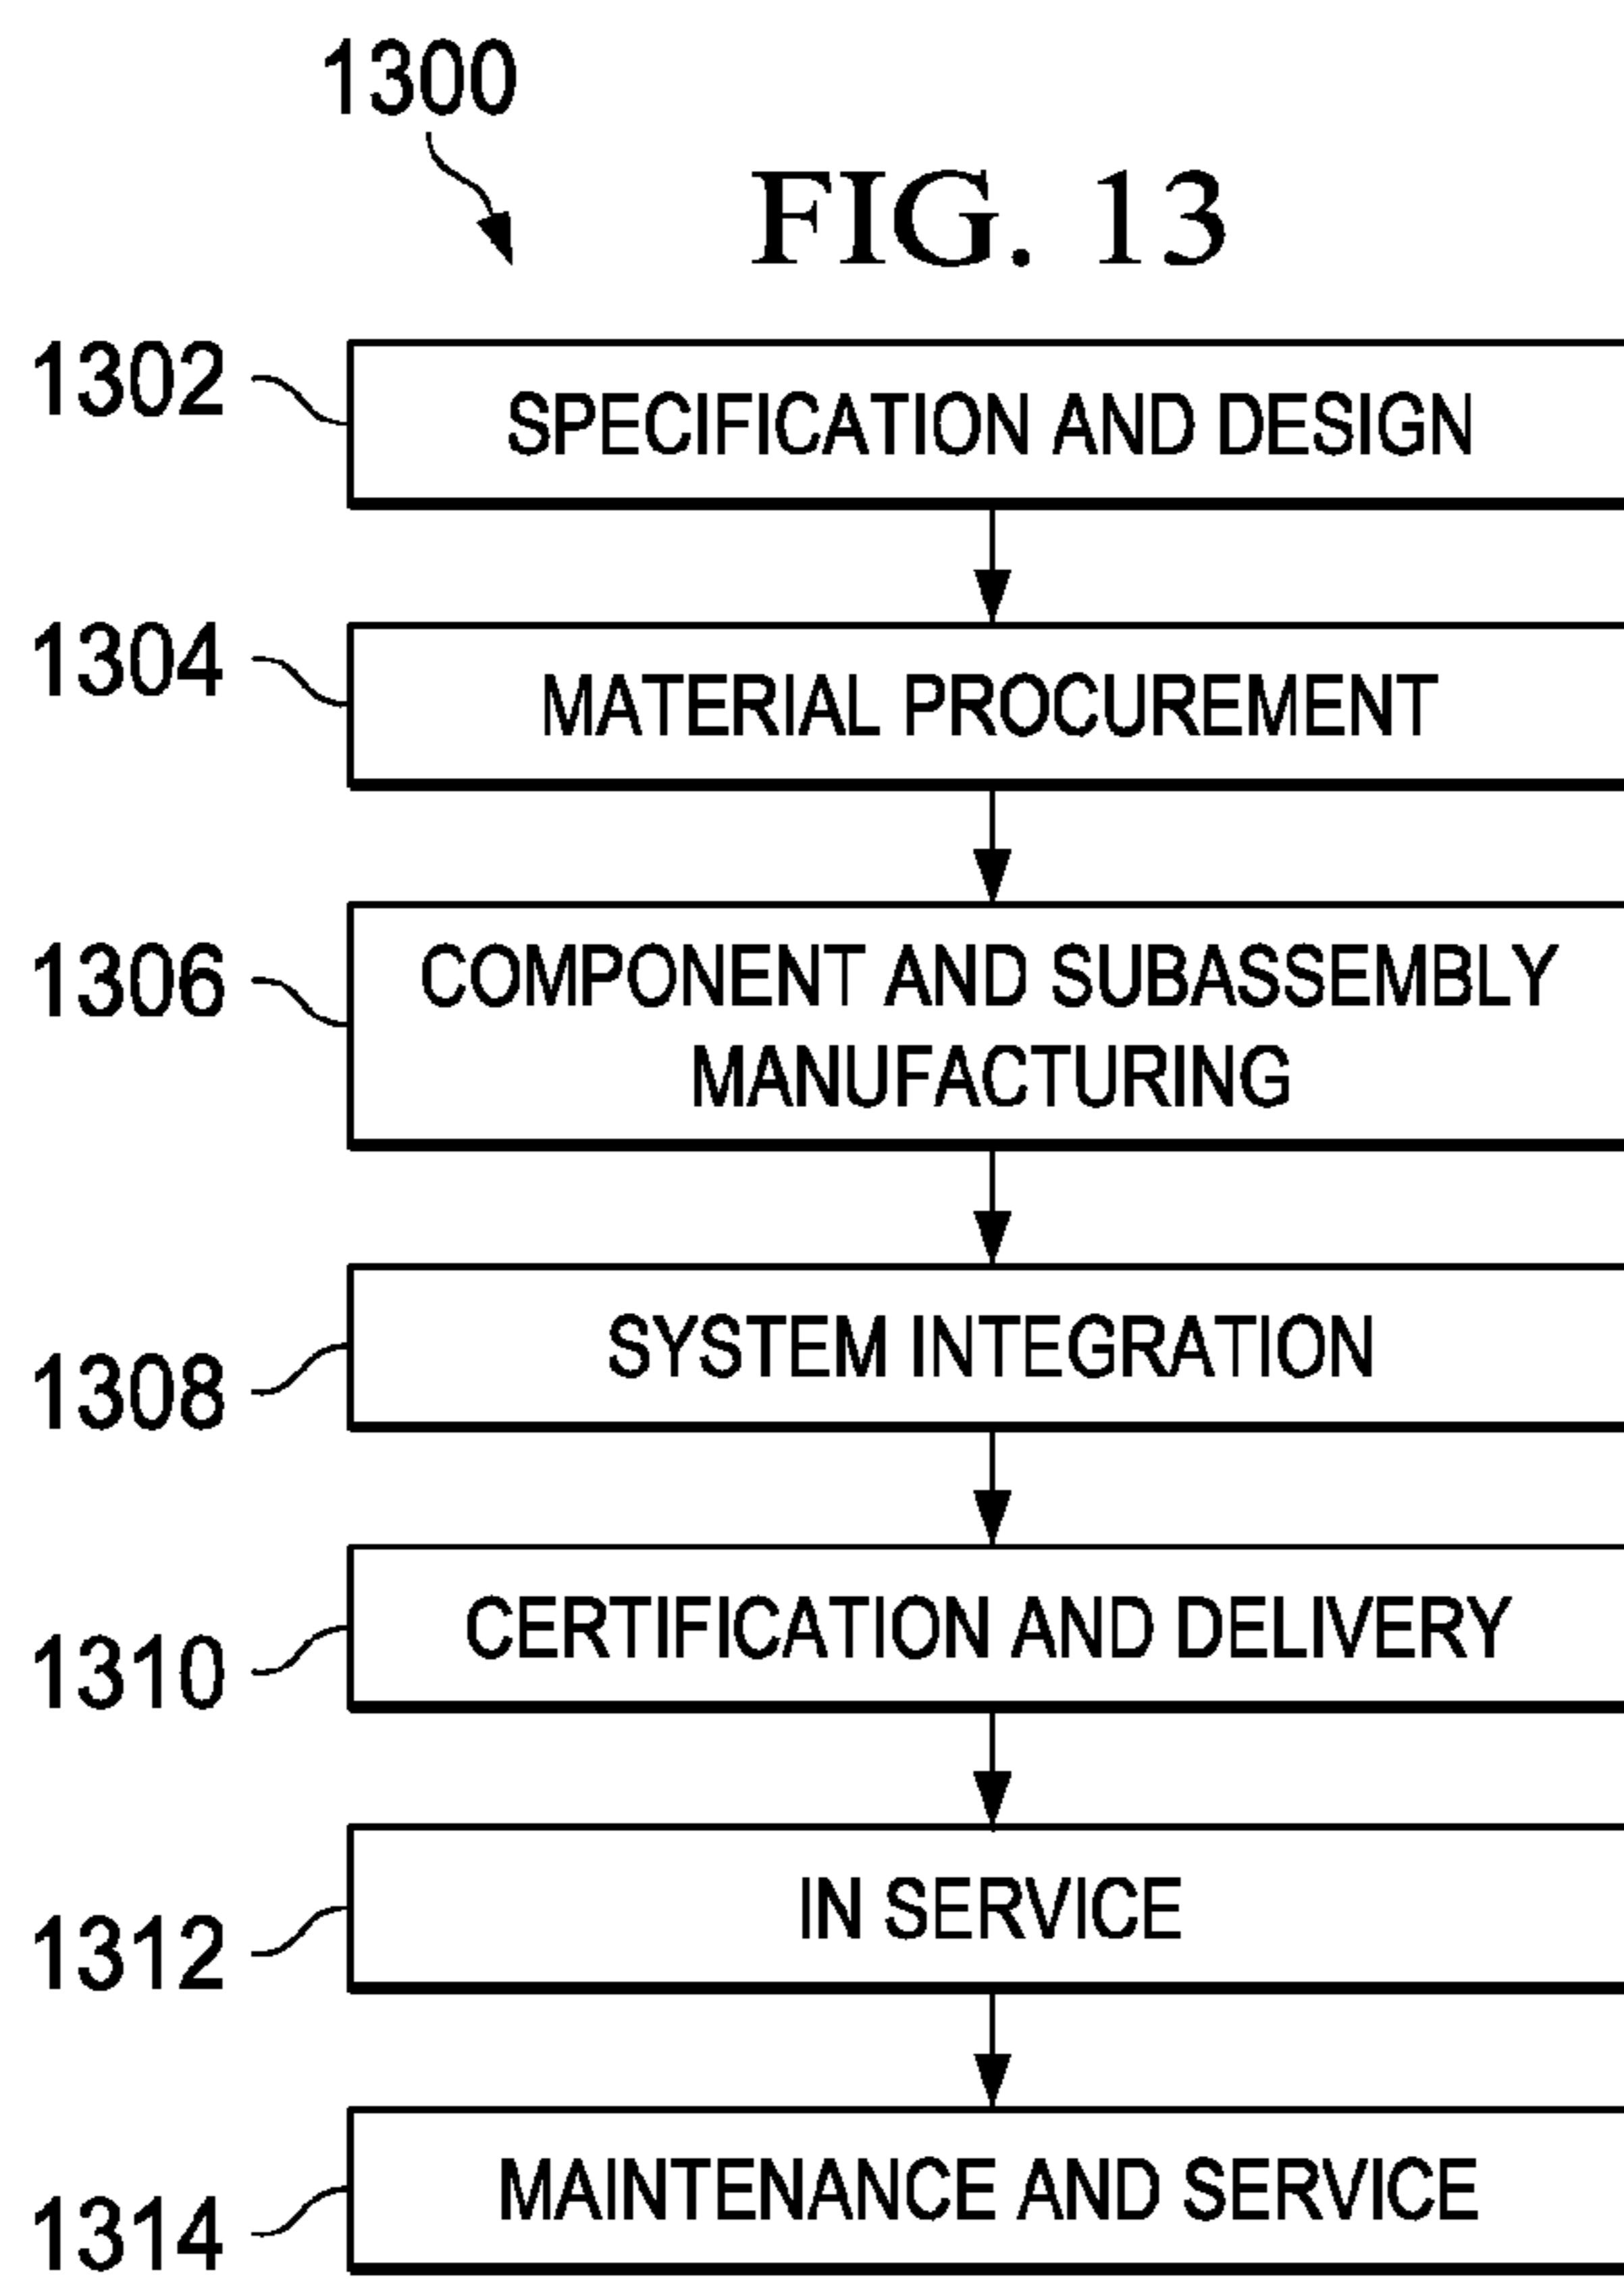 1300
FIG. 13
1302
SPECIFICATION AND DESIGN
1304
MATERIAL PROCUREMENT
1306
COMPONENT AND SUBASSEMBLY
MANUFACTURING
1308
SYSTEM INTEGRATION
1310
CERTIFICATION AND DELIVERY
1312
IN SERVICE
1314
MAINTENANCE AND SERVICE